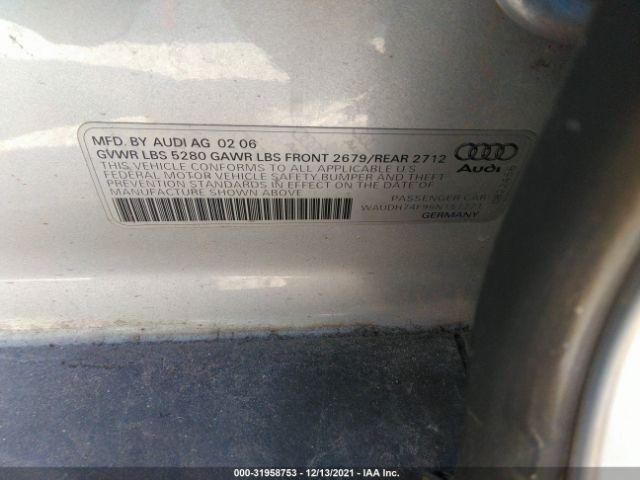 MFD. BY AUDI AG 02 06
GVWR LBS 5280 GAWR LBS FRONT 2679/REAR 2712
THIS VEHICLE CONFORMS TO ALL APPLICABLE U.S
FEDERAL MOTOR VEHICLE SAFETY BUMPER AND THEFT
PREVENTION STANDARDS IN EFFECT ON THE DATE OF
MANUFACTURE SHOWN ABOVE
Audi
PASSENGER CAR
GERMANY
000-31958753 - 12/13/2021 - IAA Inc.